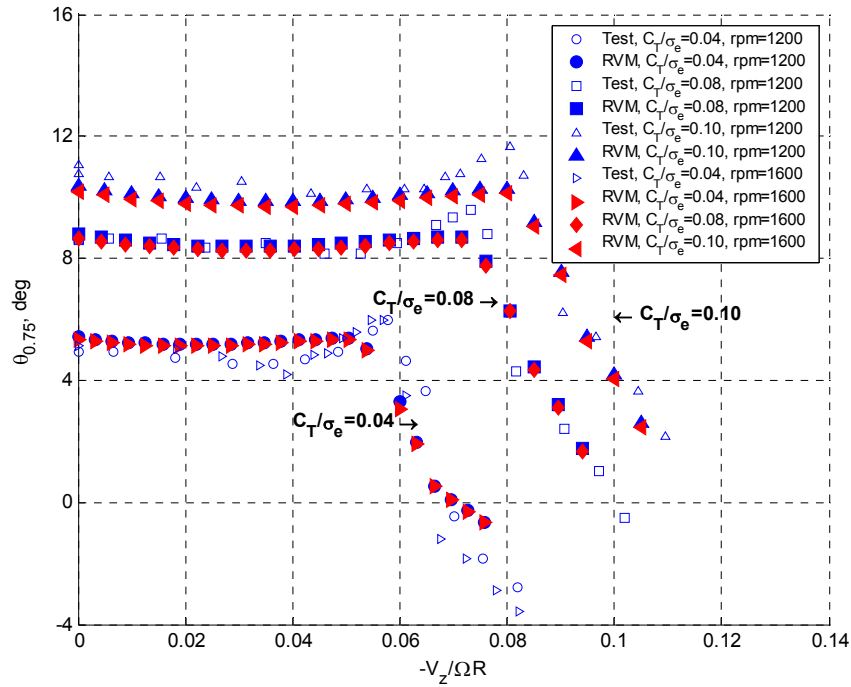 16
12
8
4
0
-4
θ0.75, deg
0
0.02
0.04
0.06
0.08
0.1
0.12
0.14
-Vz/ΩR
Test, CT/σe=0.04, rpm=1200
RVM, CT/σe=0.04, rpm=1200
Test, CT/σe=0.08, rpm=1200
RVM, CT/σe=0.08, rpm=1200
Test, CT/σe=0.10, rpm=1200
RVM, CT/σe=0.10, rpm=1200
Test, CT/σe=0.04, rpm=1600
RVM, CT/σe=0.04, rpm=1600
RVM, CT/σe=0.08, rpm=1600
RVM, CT/σe=0.10, rpm=1600
CT/σe=0.08→
←CT/σe=0.10
CT/σe=0.04→